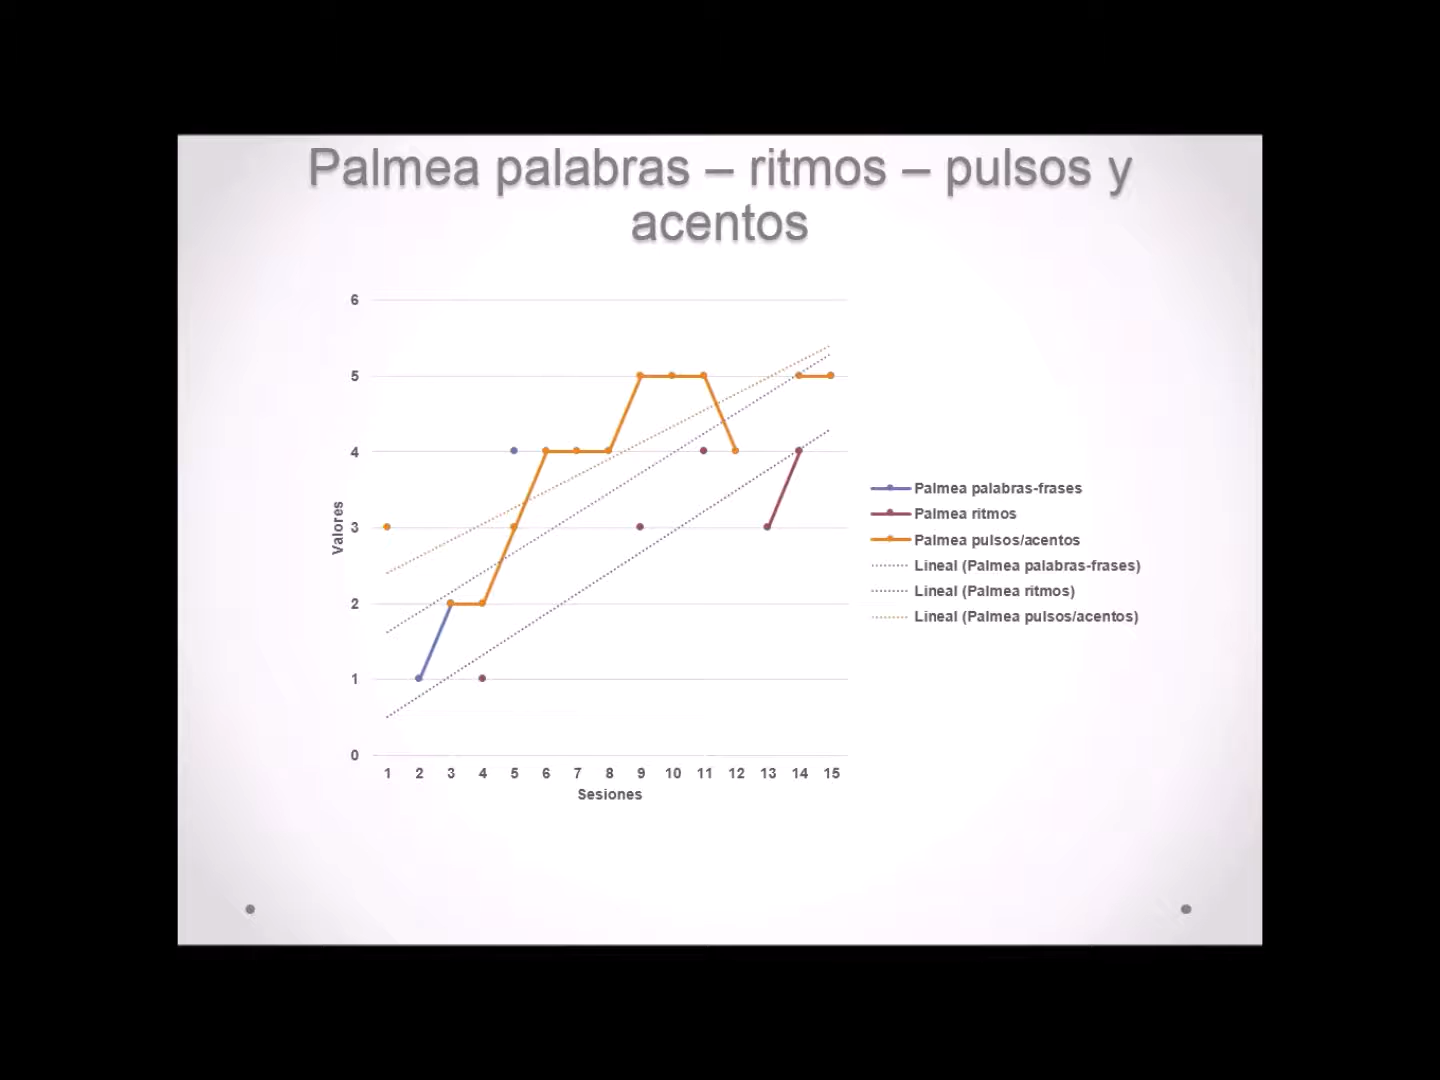 Palmea palabras – ritmos – pulsos y
acentos
6
5
4
3
2
1
0
Valores
1 2 3 4 5 6 7 8 9 10 11 12 13 14 15
Sesiones
Palmea palabras-frases
Palmea ritmos
Palmea pulsos/acentos
Lineal (Palmea palabras-frases)
Lineal (Palmea ritmos)
Lineal (Palmea pulsos/acentos)